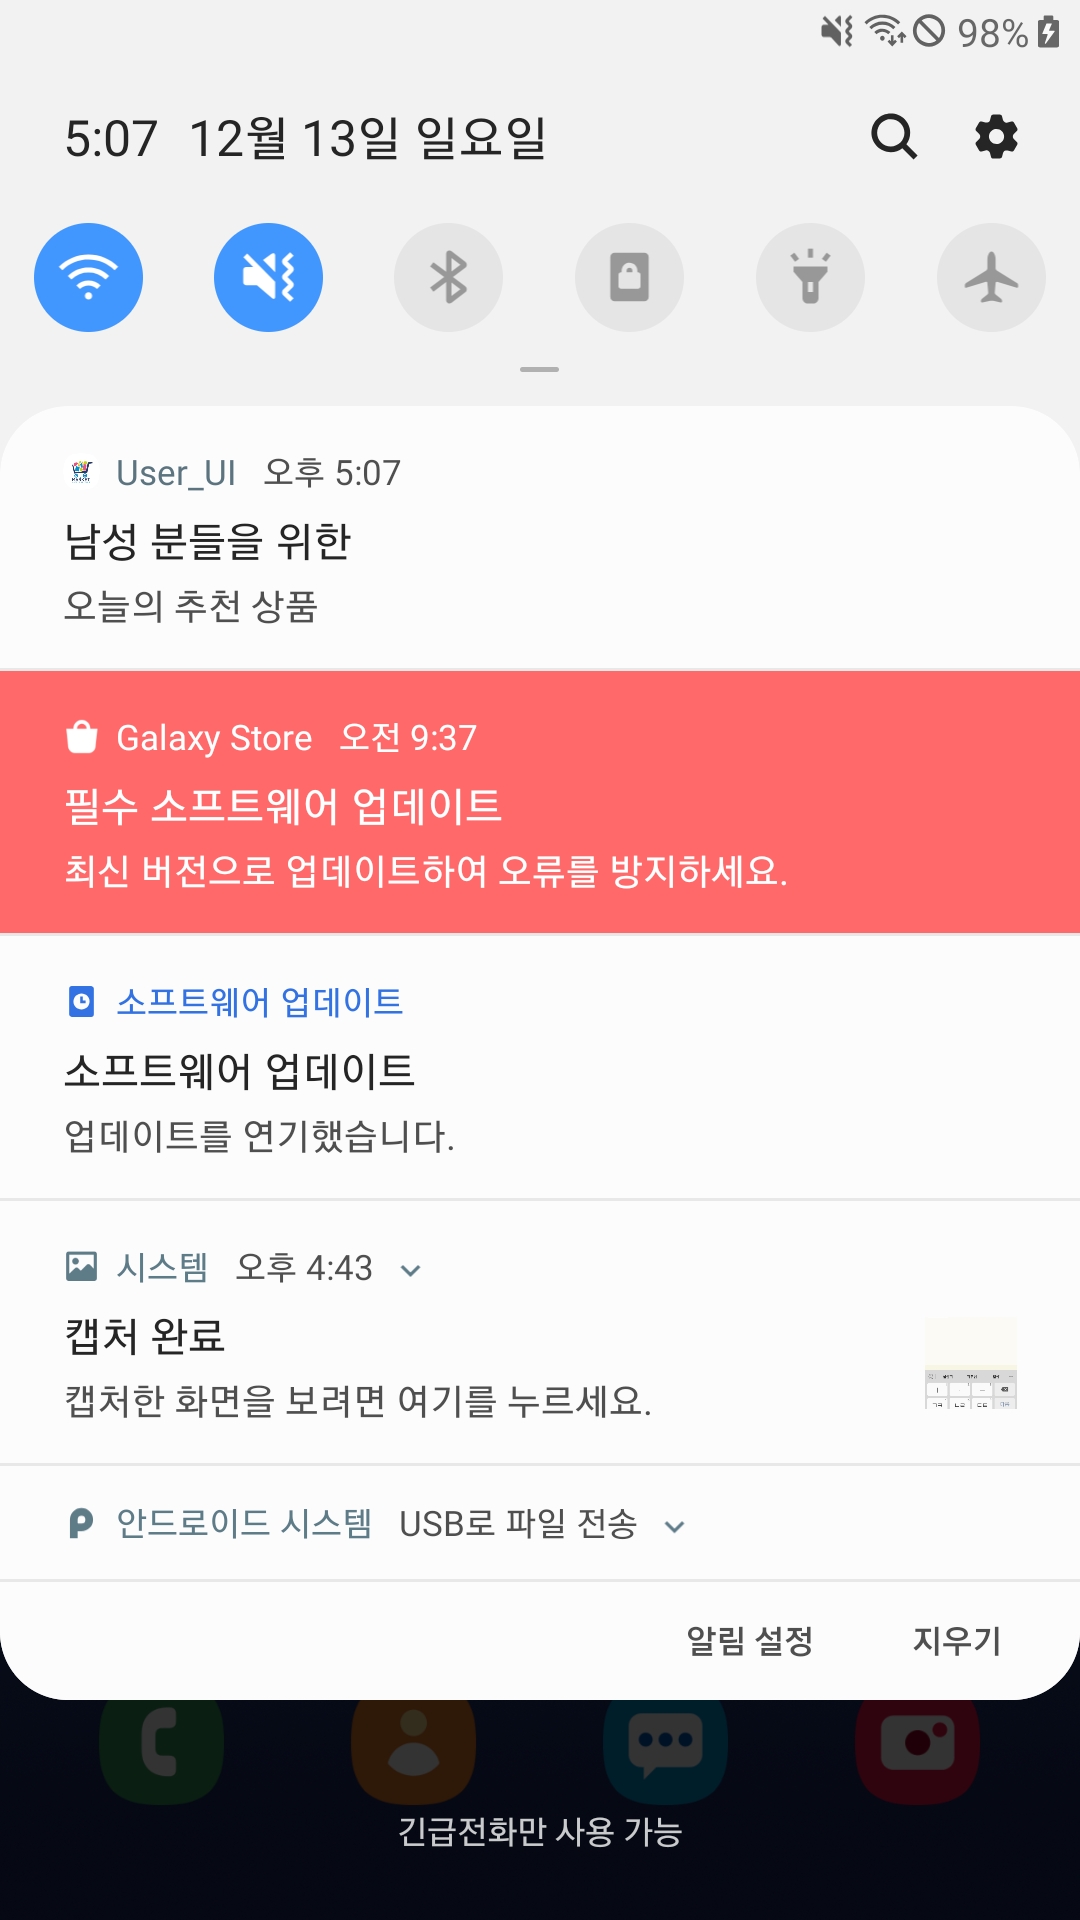 98%
5:07 12월 13일 일요일
User_UI 오후 5:07
남성 분들을 위한
오늘의 추천 상품
Galaxy Store 오전 9:37
필수 소프트웨어 업데이트
최신 버전으로 업데이트하여 오류를 방지하세요.
소프트웨어 업데이트
소프트웨어 업데이트
업데이트를 연기했습니다.
시스템 오후 4:43
캡처 완료
캡처한 화면을 보려면 여기를 누르세요.
안드로이드 시스템 USB로 파일 전송
알림 설정 지우기
긴급전화만 사용 가능